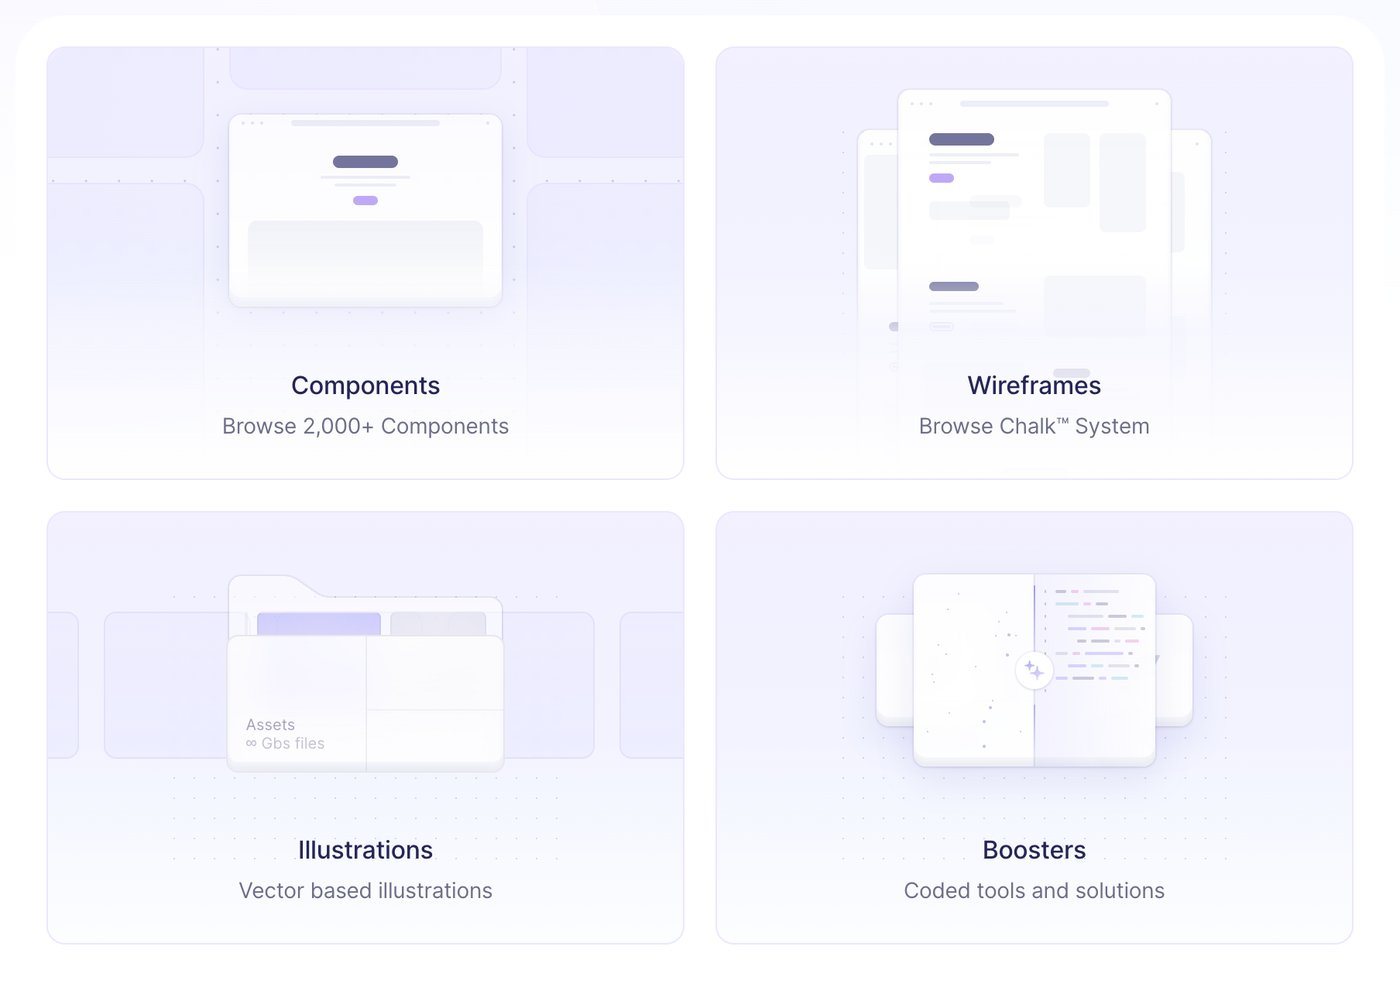 Components
Browse 2,000+ Components
Wireframes
Browse Chalk™ System
Assets
∞ Gbs files
Illustrations
Vector based illustrations
Boosters
Coded tools and solutions